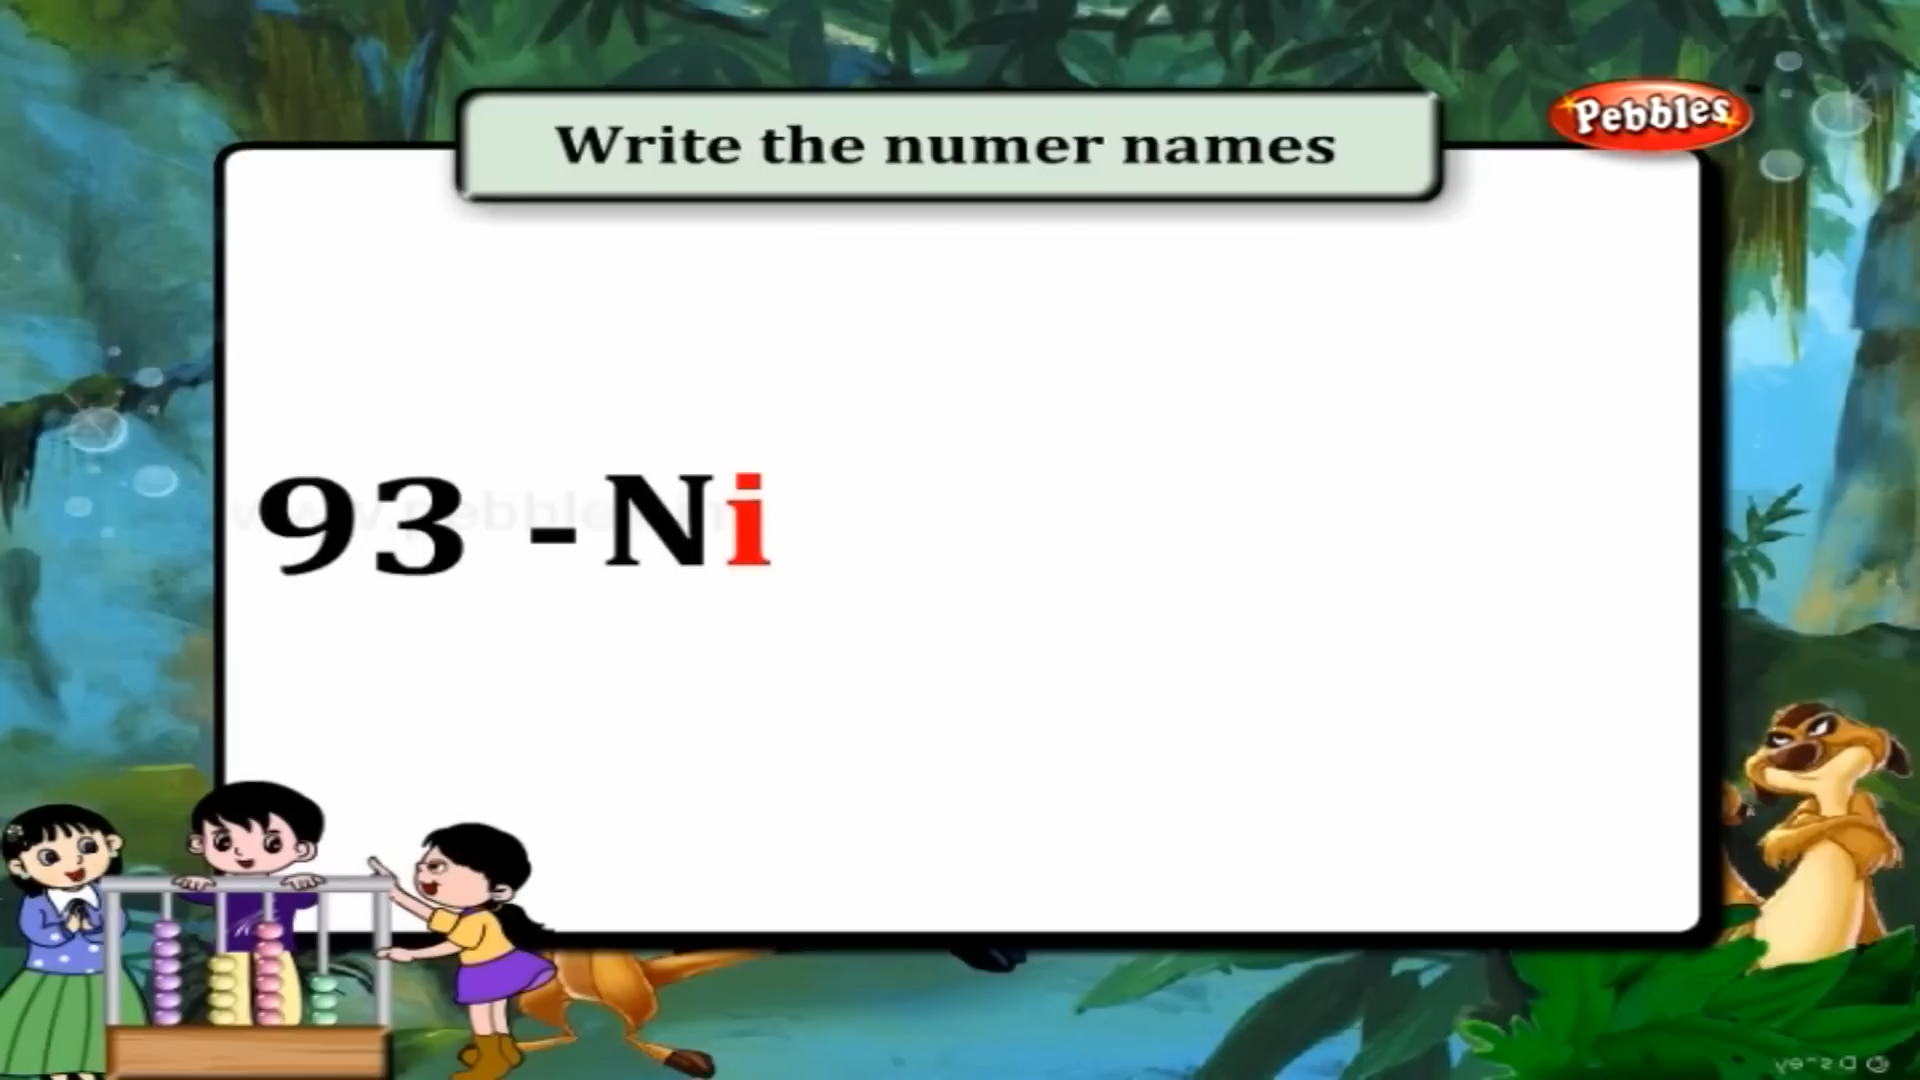 Pebbles
Write the numer names
93 - Ni